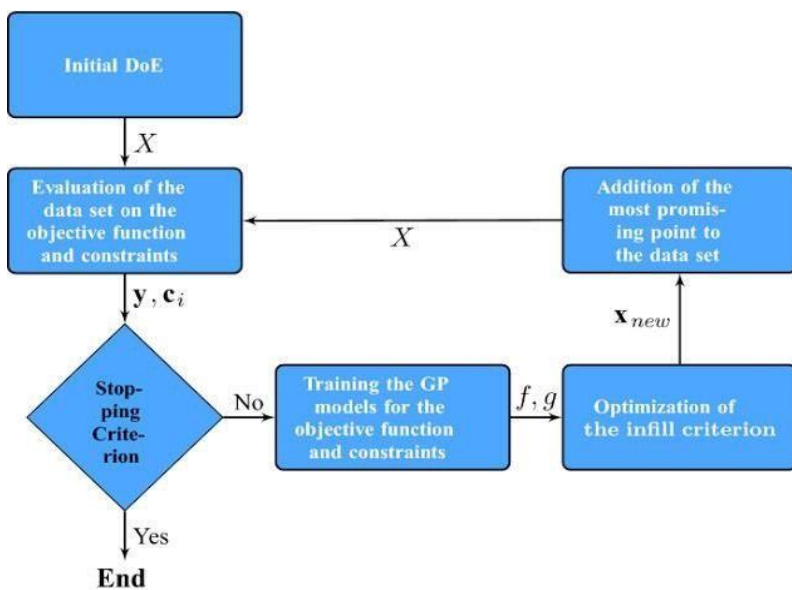 Initial DoE
X
Evaluation of the
data set on the
objective function
and constraints
Addition of the
most promis-
ing point to
the data set
X
y , c i
x new
Stop-
ping
Crite-
rion
No
Training the GP
models for the
objective function
and constraints
f, g
Optimization of
the infill criterion
Yes
End